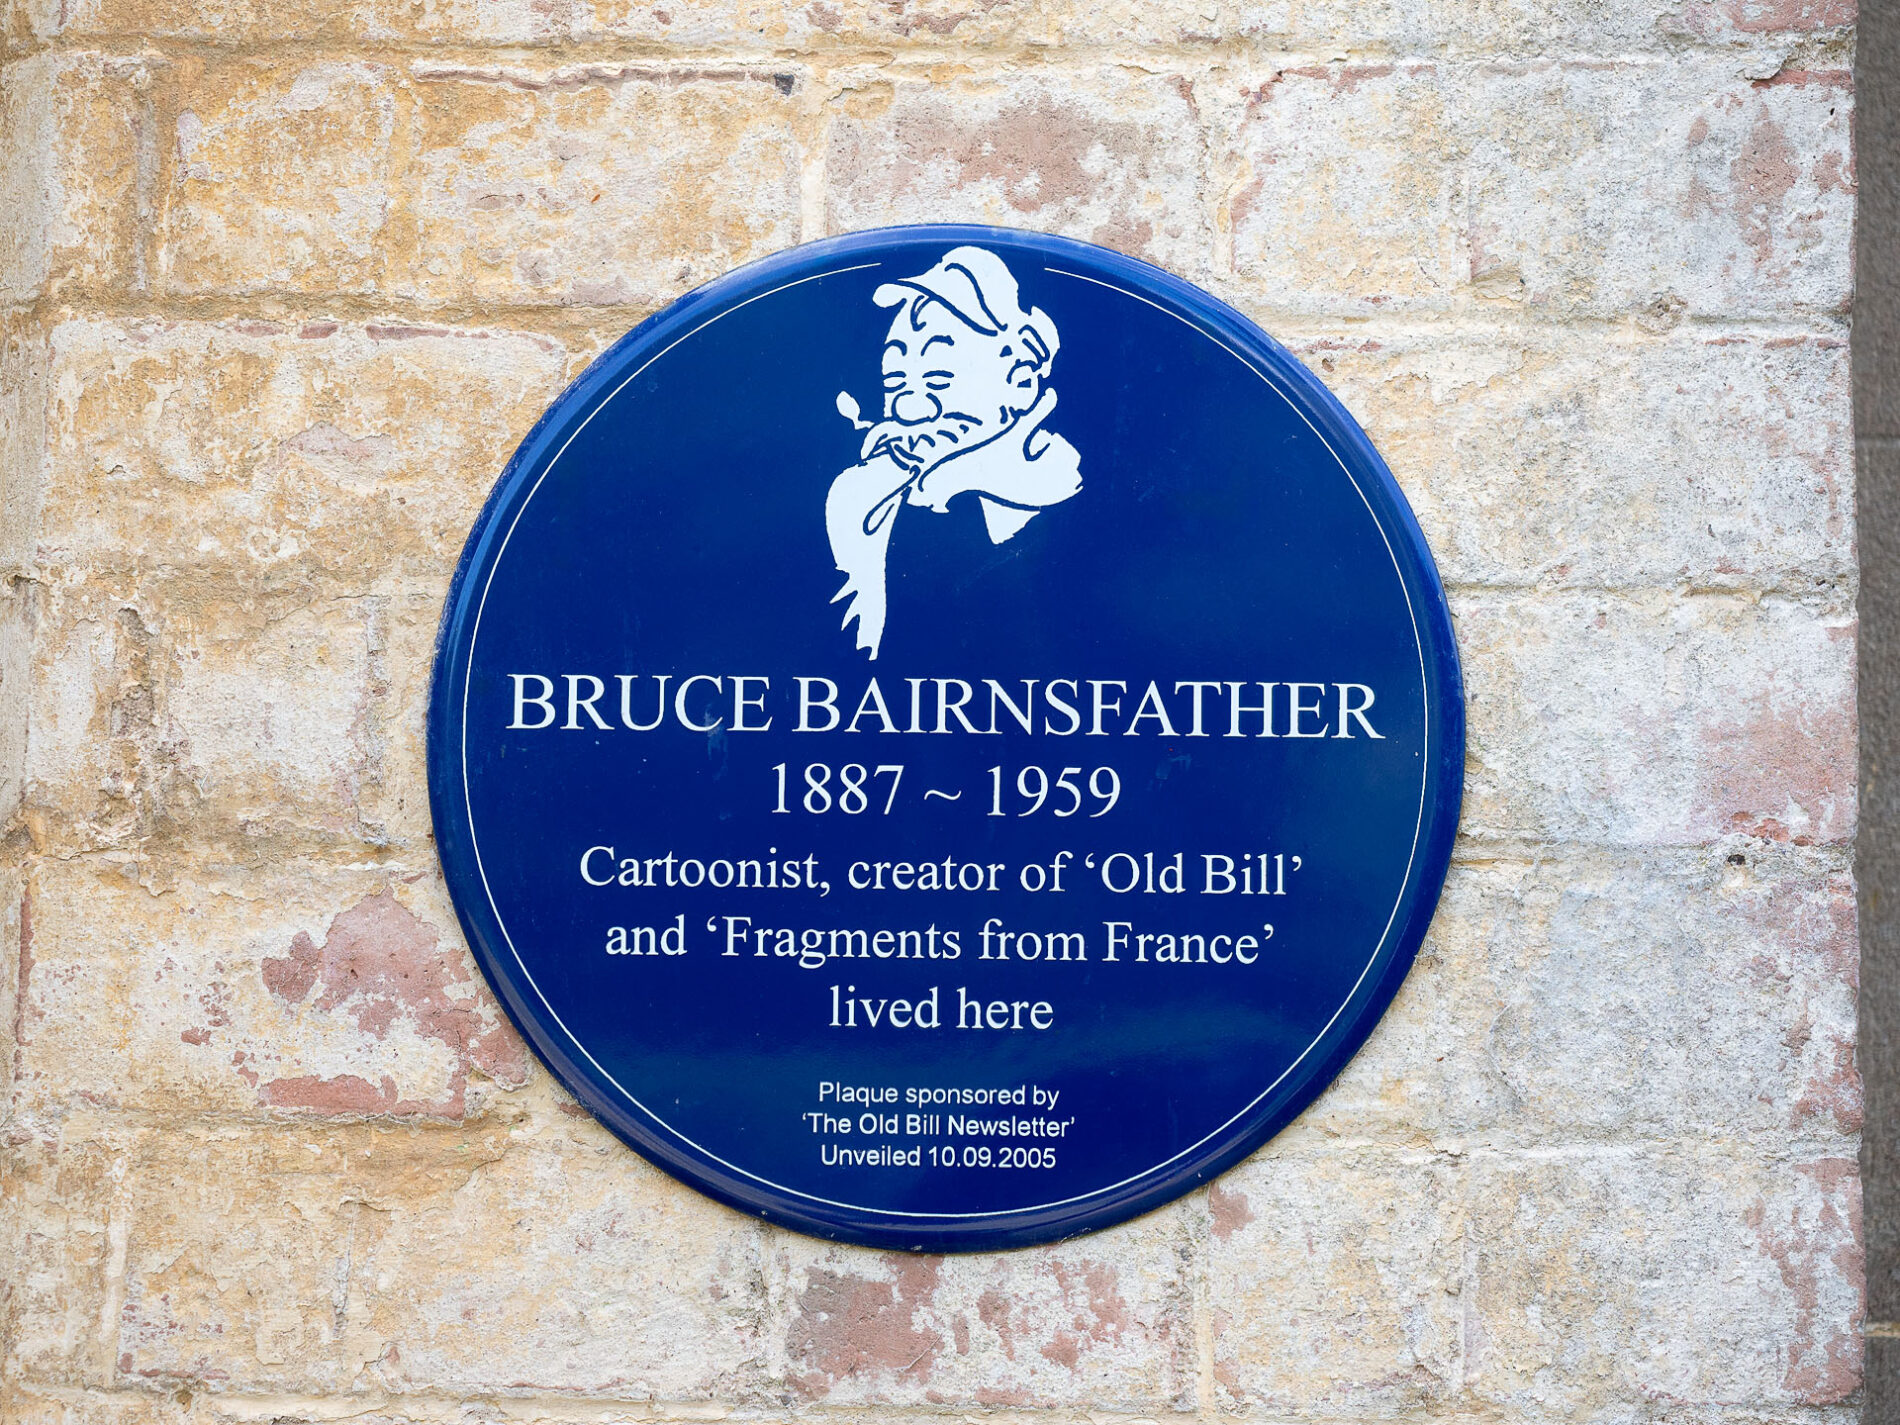 BRUCE BAIRNSFATHER
1887 ~ 1959
Cartoonist, creator of ‘Old Bill’
and ‘Fragments from France’
lived here
Plaque sponsored by
‘The Old Bill Newsletter’
Unveiled 10.09.2005